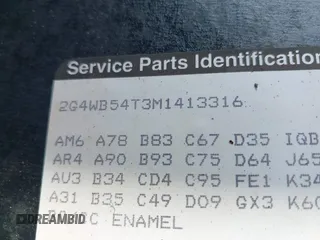 Service Parts Identification
2G4WB54T3M1413316
AM6 A78 B83 C67 D35 IQB
AR4 A90 B93 C75 D64 J65
AU3 B34 CD4 C95 FE1 K34
A31 B35 C49 D09 GX3 K60
ENAMEL
DREAMBID